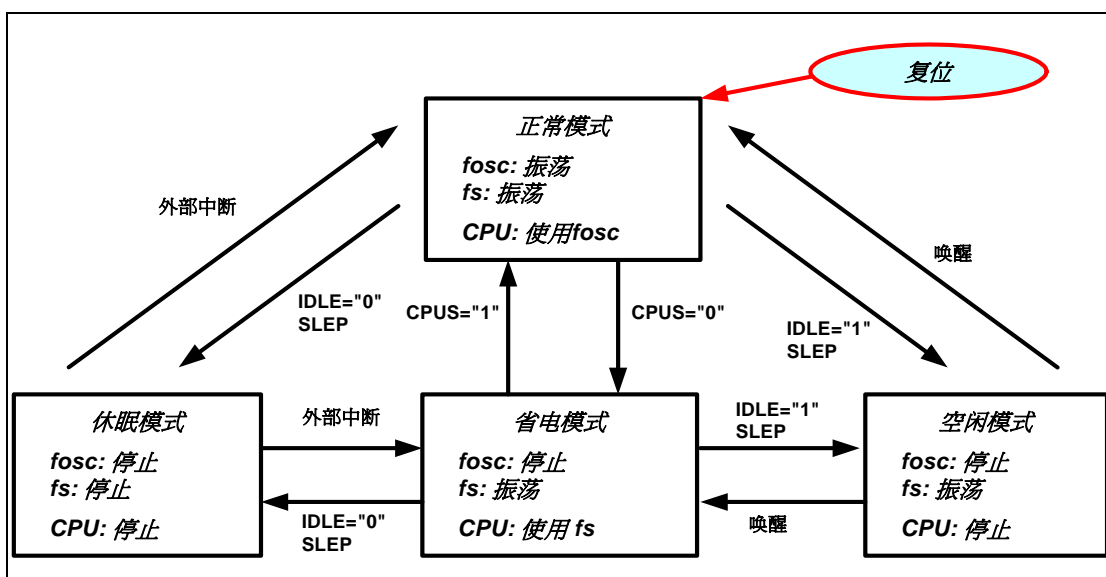 复位
正常模式
fosc: 振荡
fs: 振荡
CPU: 使用fosc
外部中断
唤醒
IDLE="0"
SLEP
CPUS="1"
CPUS="0"
IDLE="1"
SLEP
休眠模式
fosc: 停止
fs: 停止
CPU: 停止
外部中断
IDLE="0"
SLEP
省电模式
fosc: 停止
fs: 振荡
CPU: 使用 fs
IDLE="1"
SLEP
唤醒
空闲模式
fosc: 停止
fs: 振荡
CPU: 停止